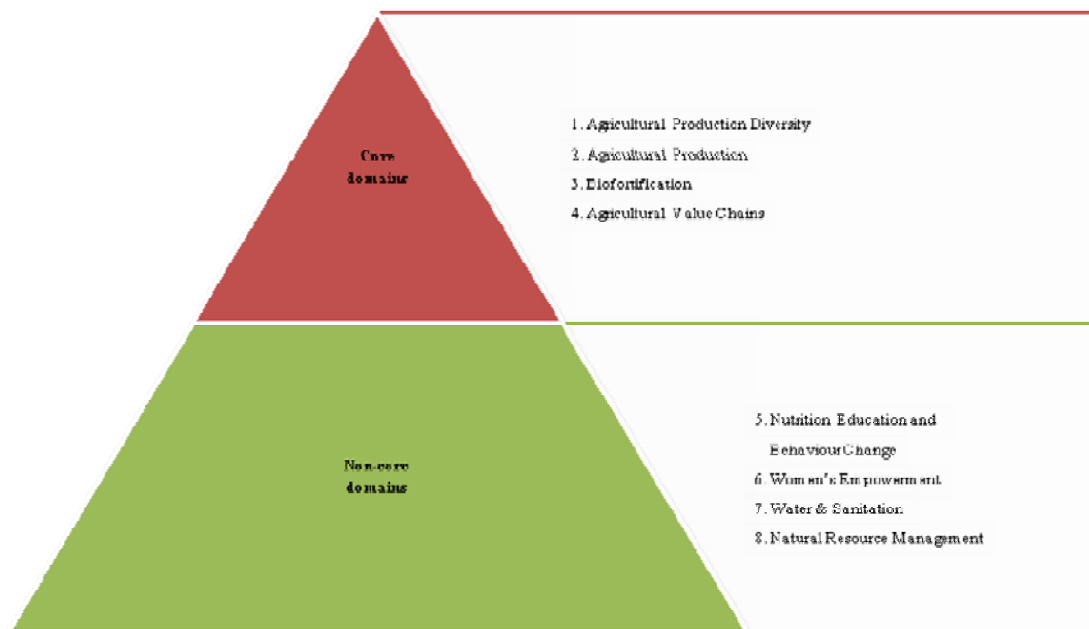 Core
domains
1. Agricultural Production Diversity
2. Agricultural Production
3. Biofortification
4. Agricultural Value Chains
Non-core
domains
5. Nutrition Education and
Behaviour Change
6. Women's Empowerment
7. Water & Sanitation
8. Natural Resource Management